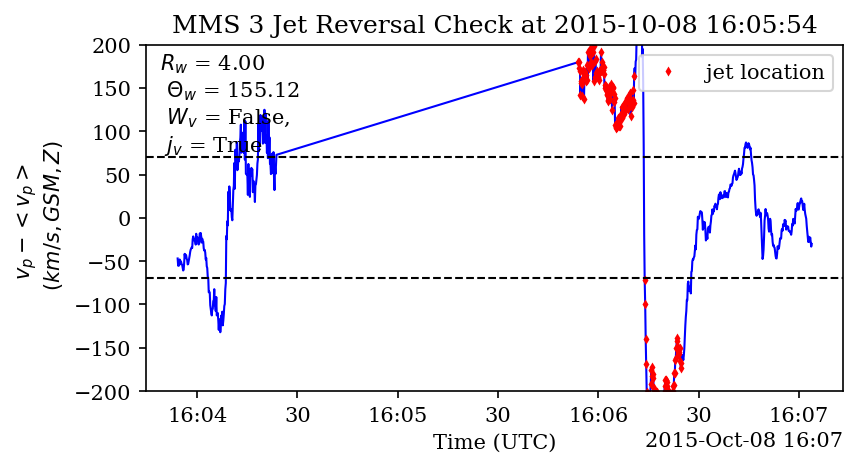 MMS 3 Jet Reversal Check at 2015-10-08 16:05:54
R_w = 4.00
Θ_w = 155.12
W_v = False,
j_v = True
jet location
v_p − < v_p >
(km/s, GSM, Z)
200
150
100
50
0
−50
−100
−150
−200
16:04
30
16:05
30
16:06
30
16:07
Time (UTC)
2015-Oct-08 16:07